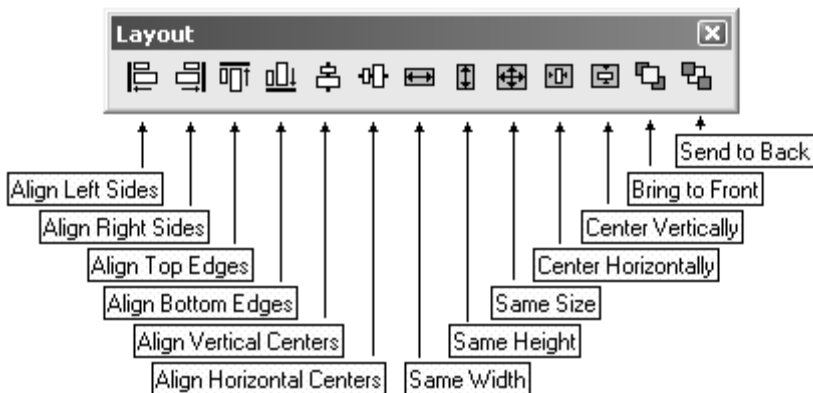 Layout
Send to Back
Align Left Sides
Bring to Front
Align Right Sides
Center Vertically
Align Top Edges
Center Horizontally
Align Bottom Edges
Same Size
Align Vertical Centers
Same Height
Align Horizontal Centers
Same Width